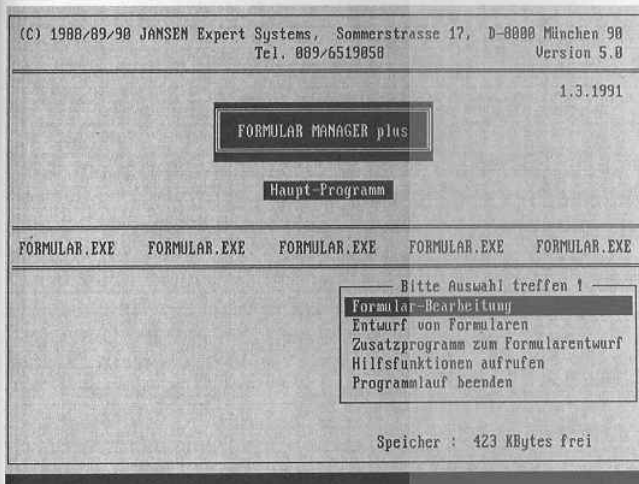 (C) 1988/89/90 JANSEN Expert Systems, Sommerstrasse 17, D-8000 München 90
Tel. 089/6519058 Version 5.0
1.3.1991
FORMULAR MANAGER plus
Haupt-Programm
FORMULAR.EXE FORMULAR.EXE FORMULAR.EXE FORMULAR.EXE FORMULAR.EXE
Bitte Auswahl treffen !
Formular-Bearbeitung
Entwurf von Formularen
Zusatzprogramm zum Formularentwurf
Hilfsfunktionen aufrufen
Programmlauf beenden
Speicher : 423 KBytes frei